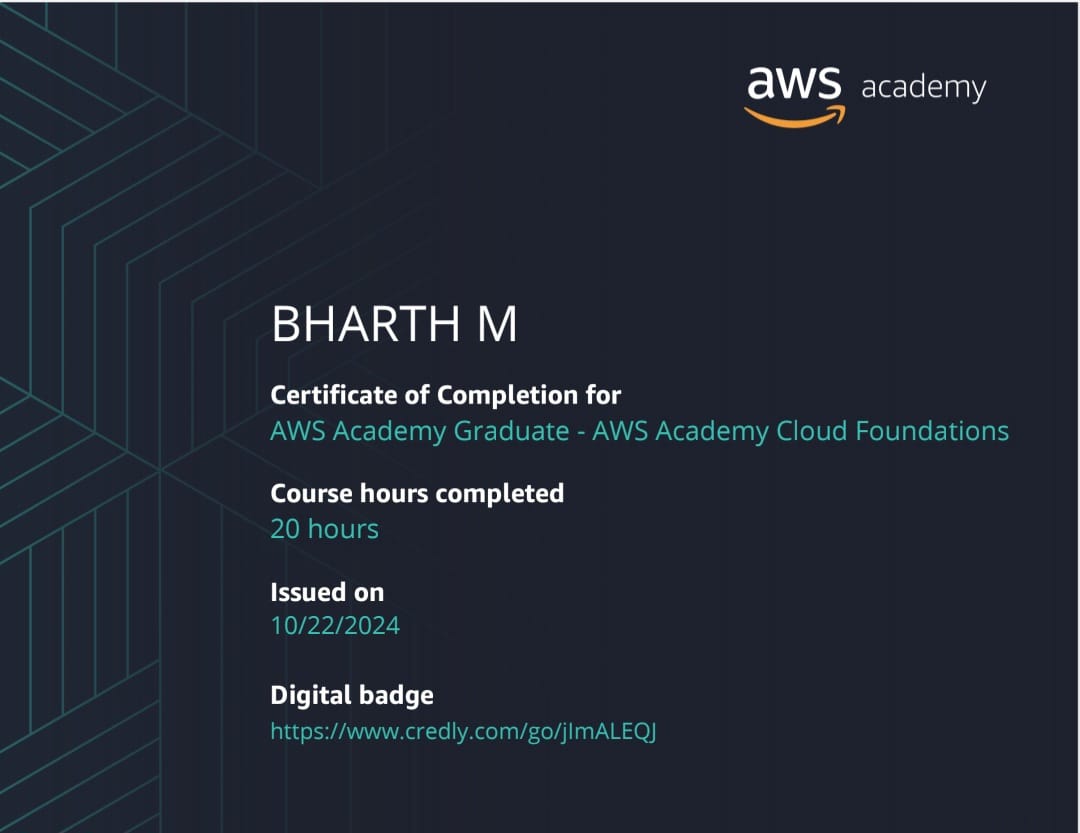 aws academy
BHARTH M
Certificate of Completion for
AWS Academy Graduate - AWS Academy Cloud Foundations
Course hours completed
20 hours
Issued on
10/22/2024
Digital badge
https://www.credly.com/go/jImALEQJ